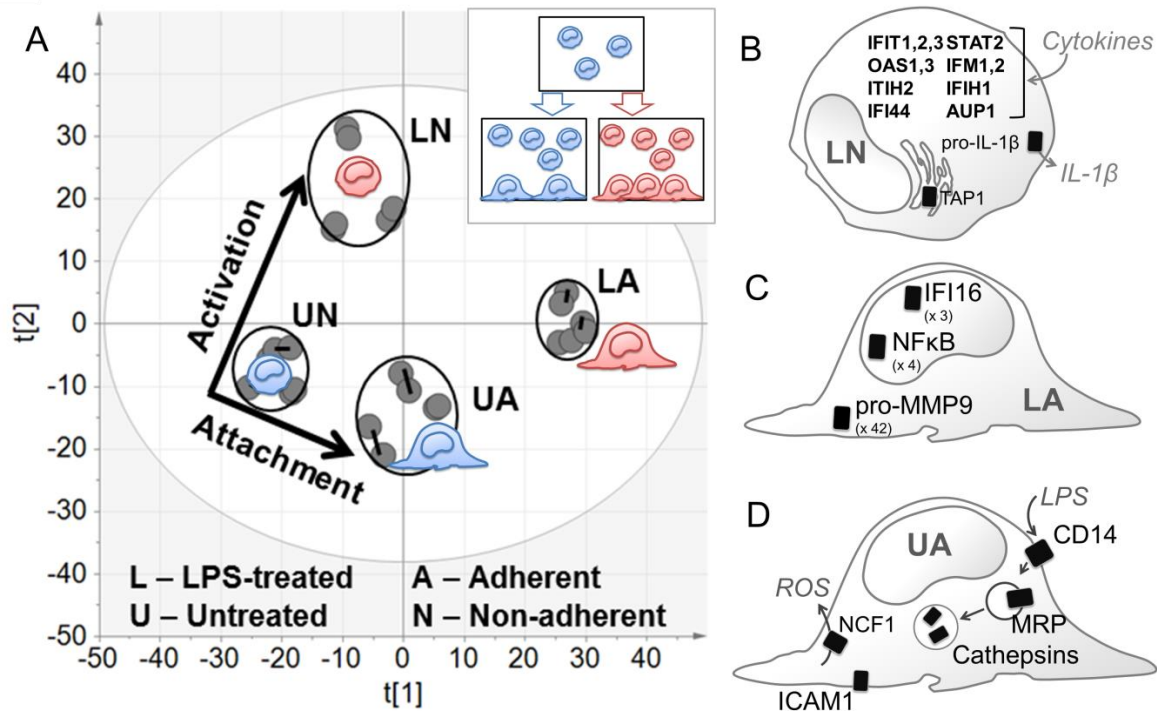 A
t[2]
40
30
20
10
0
-10
-20
-30
-40
-50
-50 -40 -30 -20 -10 0 10 20 30 40
t[1]
LN
LA
UN
UA
Activation
Attachment
L – LPS-treated A – Adherent
U – Untreated N – Non-adherent
B
IFIT1,2,3 STAT2
OAS1,3 IFM1,2
ITIH2 IFIH1
IFI44 AUP1
Cytokines
LN
pro-IL-1β
IL-1β
TAP1
C
IFI16
(x 3)
NFκB
(x 4)
LA
pro-MMP9
(x 42)
D
LPS
UA
CD14
ROS
NCF1
MRP
Cathepsins
ICAM1